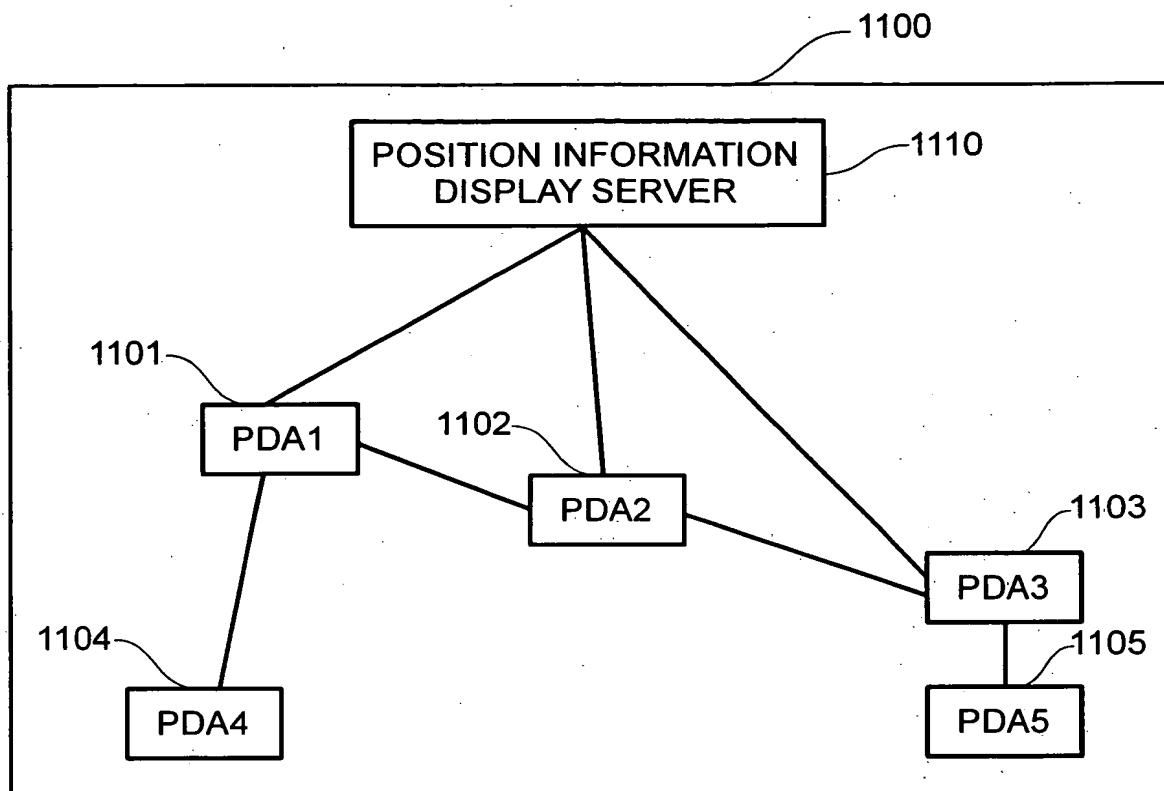 1100
POSITION INFORMATION
DISPLAY SERVER
1110
1101
PDA1
1102
PDA2
1103
PDA3
1104
PDA4
1105
PDA5